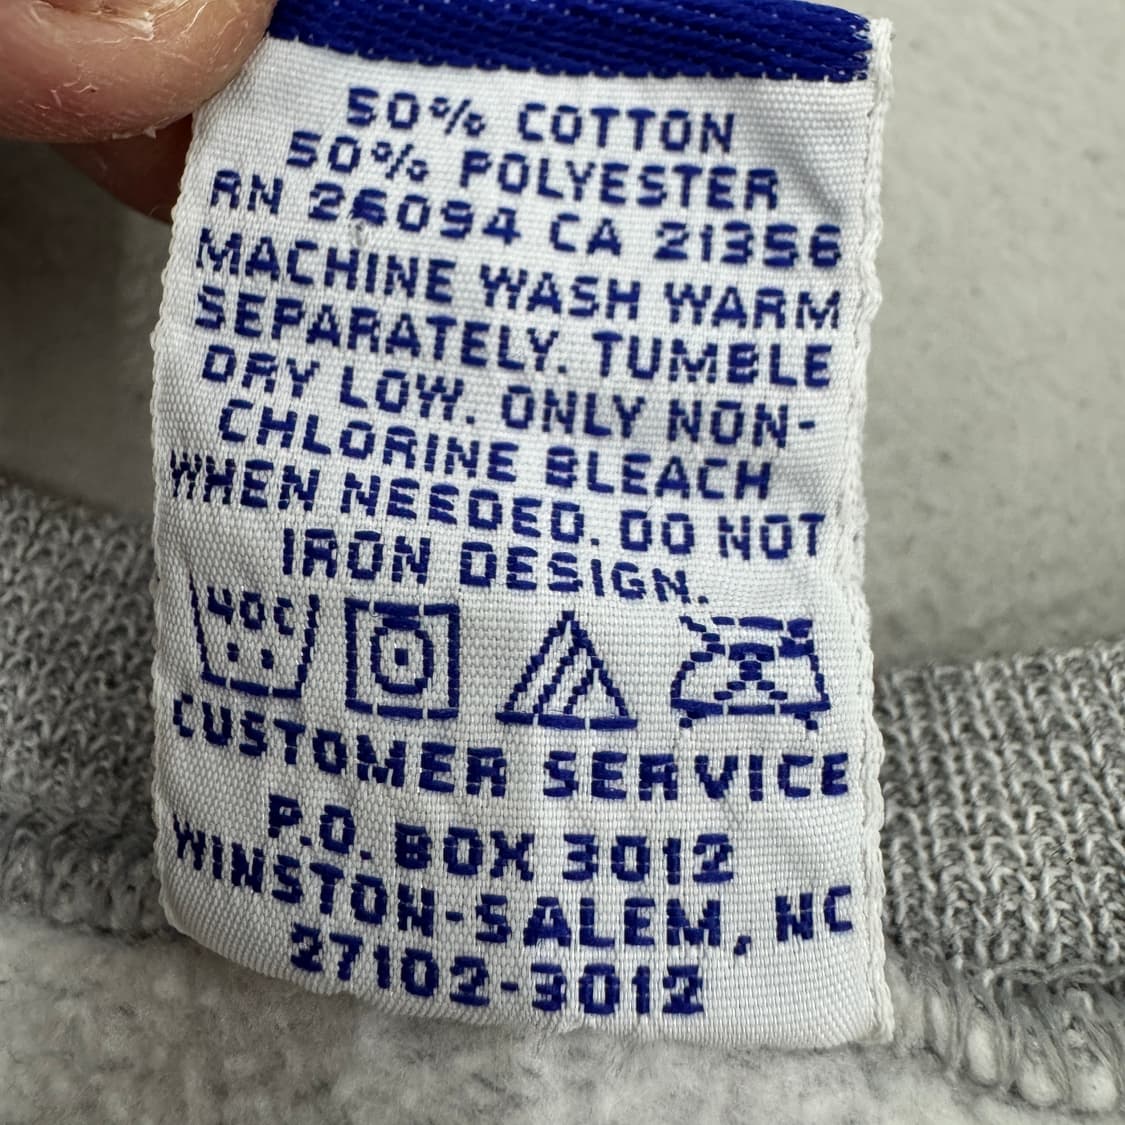 50% COTTON
50% POLYESTER
RN 26094 CA 21356
MACHINE WASH WARM
SEPARATELY. TUMBLE
DRY LOW. ONLY NON-
CHLORINE BLEACH
WHEN NEEDED. DO NOT
IRON DESIGN.
40C
CUSTOMER SERVICE
P.O. BOX 3012
WINSTON-SALEM, NC
27102-3012